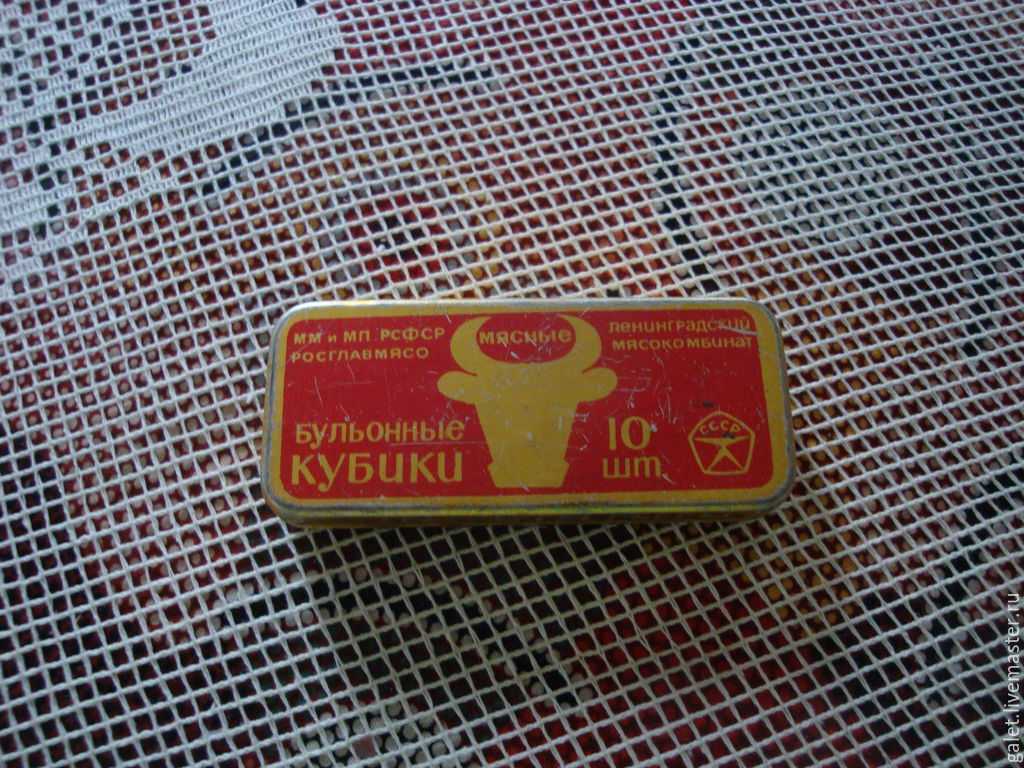 ММ и МП. РСФСР
РОСГЛАВМЯСО
мясные
ЛЕНИНГРАДСКИЙ
МЯСОКОМБИНАТ
БУЛЬОННЫЕ
КУБИКИ
10
шт.
СССР
galet.livemaster.ru